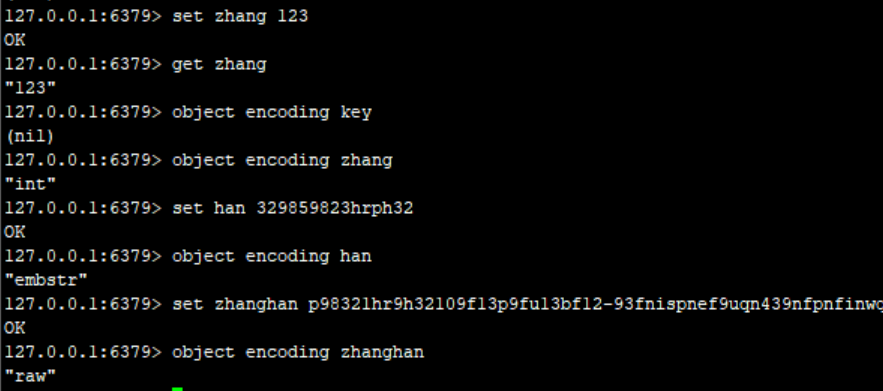 127.0.0.1:6379> set zhang 123
OK
127.0.0.1:6379> get zhang
"123"
127.0.0.1:6379> object encoding key
(nil)
127.0.0.1:6379> object encoding zhang
"int"
127.0.0.1:6379> set han 329859823hrph32
OK
127.0.0.1:6379> object encoding han
"embstr"
127.0.0.1:6379> set zhanghan p98321hr9h32109f13p9fu13bf12-93fnispnef9uqn439nfpnfinwq
OK
127.0.0.1:6379> object encoding zhanghan
"raw"